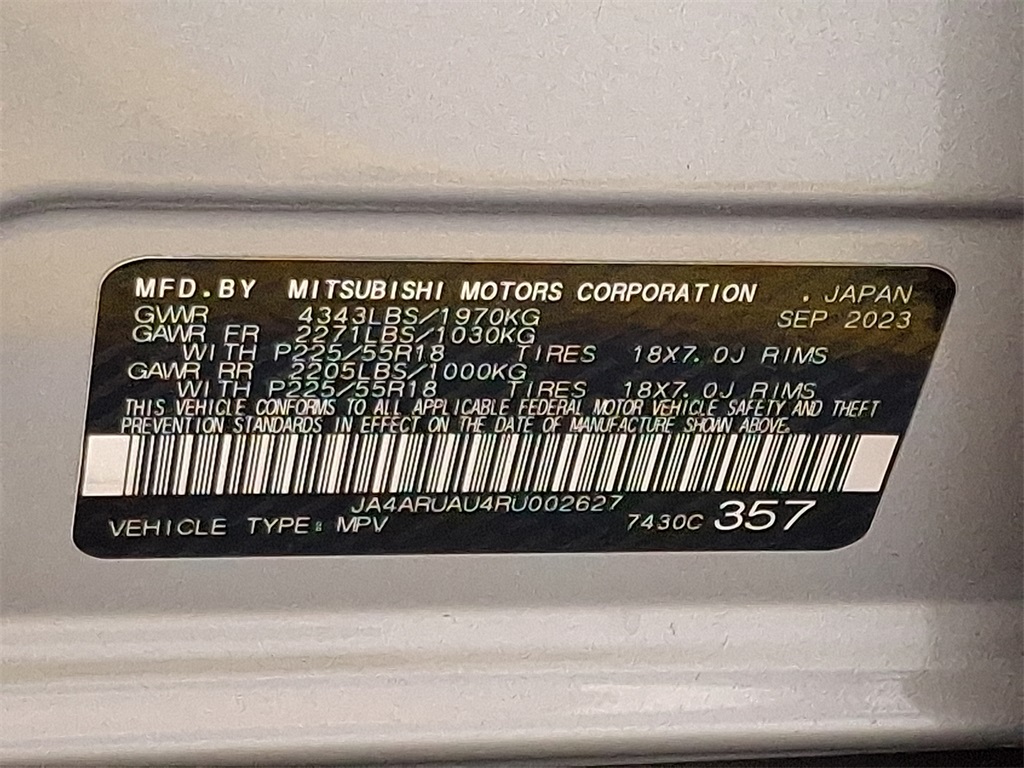 MFD.BY MITSUBISHI MOTORS CORPORATION . JAPAN
GVWR 4343LBS/1970KG SEP 2023
GAWR FR 2271LBS/1030KG
WITH P225/55R18 TIRES 18X7.0J RIMS
GAWR RR 2205LBS/1000KG
WITH P225/55R18 TIRES 18X7.0J RIMS
THIS VEHICLE CONFORMS TO ALL APPLICABLE FEDERAL MOTOR VEHICLE SAFETY AND THEFT
PREVENTION STANDARDS IN EFFECT ON THE DATE OF MANUFACTURE SHOWN ABOVE.
JA4ARUAU4RU002627
VEHICLE TYPE: MPV 7430C 357